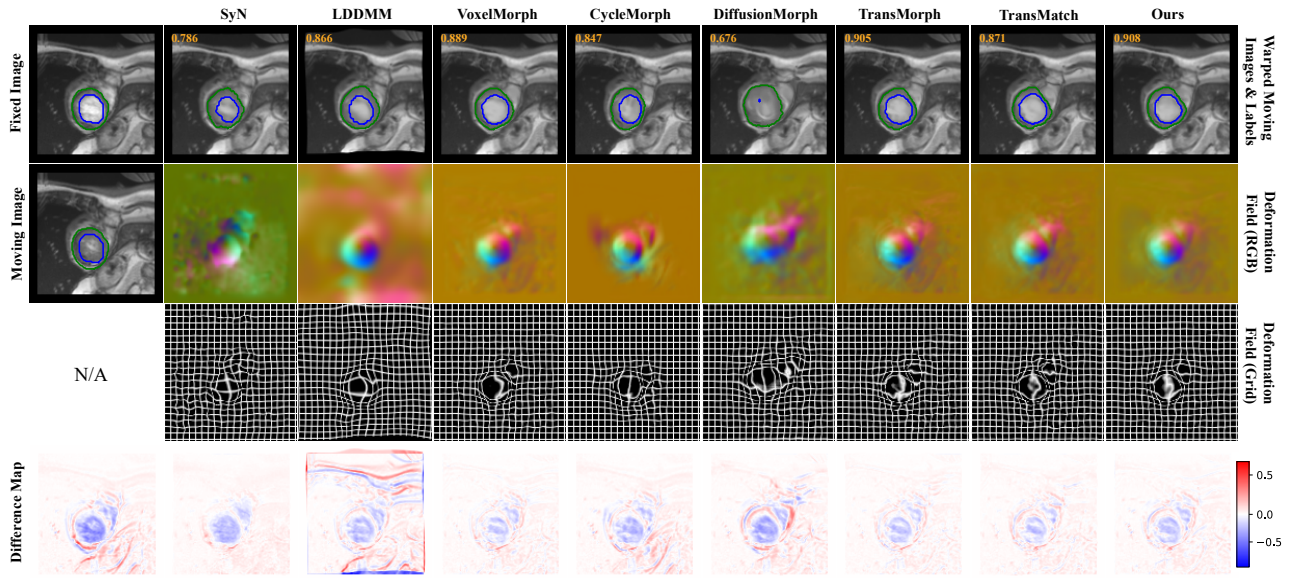 SyN LDDMM VoxelMorph CycleMorph DiffusionMorph TransMorph TransMatch Ours
Fixed Image
0.786 0.866 0.889 0.847 0.676 0.905 0.871 0.908
Warped Moving
Images & Labels
Moving Image
Deformation
Field (RGB)
N/A
Deformation
Field (Grid)
Difference Map
0.5
0.0
−0.5